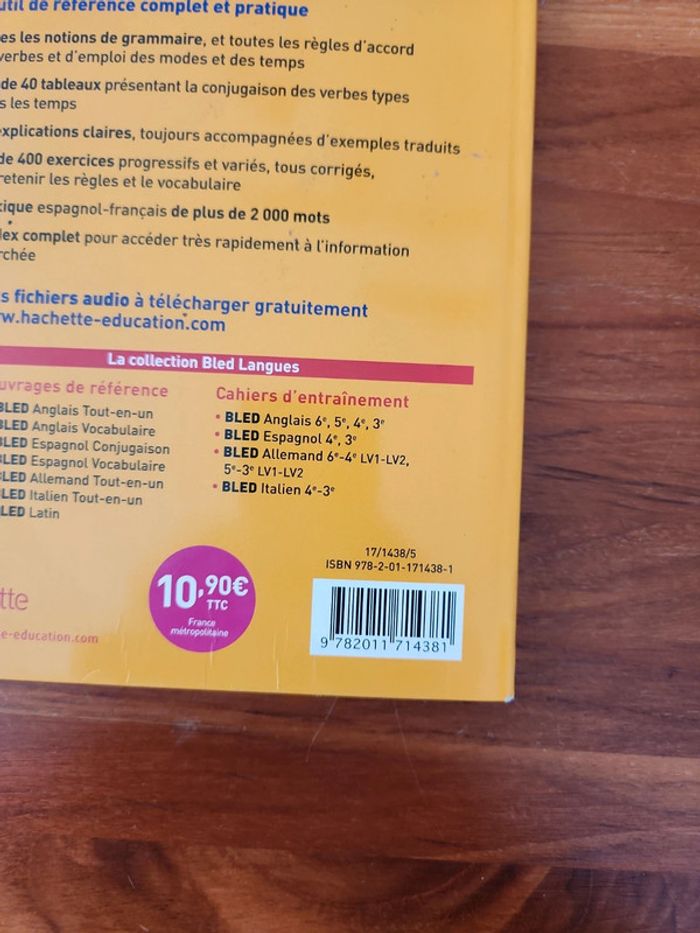 util de référence complet et pratique
es les notions de grammaire, et toutes les règles d'accord
verbes et d'emploi des modes et des temps
de 40 tableaux présentant la conjugaison des verbes types
s les temps
explications claires, toujours accompagnées d'exemples traduits
de 400 exercices progressifs et variés, tous corrigés,
retenir les règles et le vocabulaire
ique espagnol-français de plus de 2 000 mots
dex complet pour accéder très rapidement à l'information
rchée
s fichiers audio à télécharger gratuitement
w.hachette-education.com
La collection Bled Langues
uvrages de référence
BLED Anglais Tout-en-un
BLED Anglais Vocabulaire
BLED Espagnol Conjugaison
BLED Espagnol Vocabulaire
BLED Allemand Tout-en-un
LED Italien Tout-en-un
LED Latin
Cahiers d'entraînement
• BLED Anglais 6e, 5e, 4e, 3e
• BLED Espagnol 4e, 3e
• BLED Allemand 6e-4e LV1-LV2,
5e-3e LV1-LV2
• BLED Italien 4e-3e
tte
e-education.com
10,90€
TTC
France
métropolitaine
17/1438/5
ISBN 978-2-01-171438-1
9 782011 714381